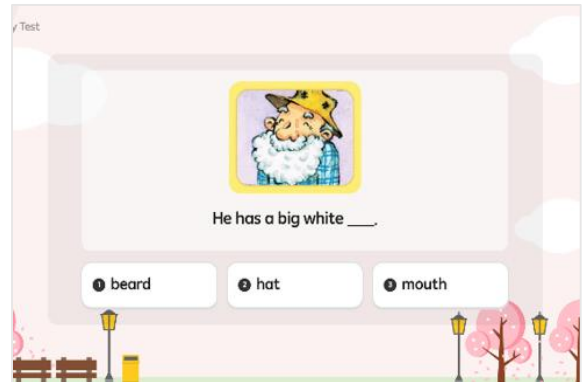 y Test
He has a big white ___.
1 beard
2 hat
3 mouth